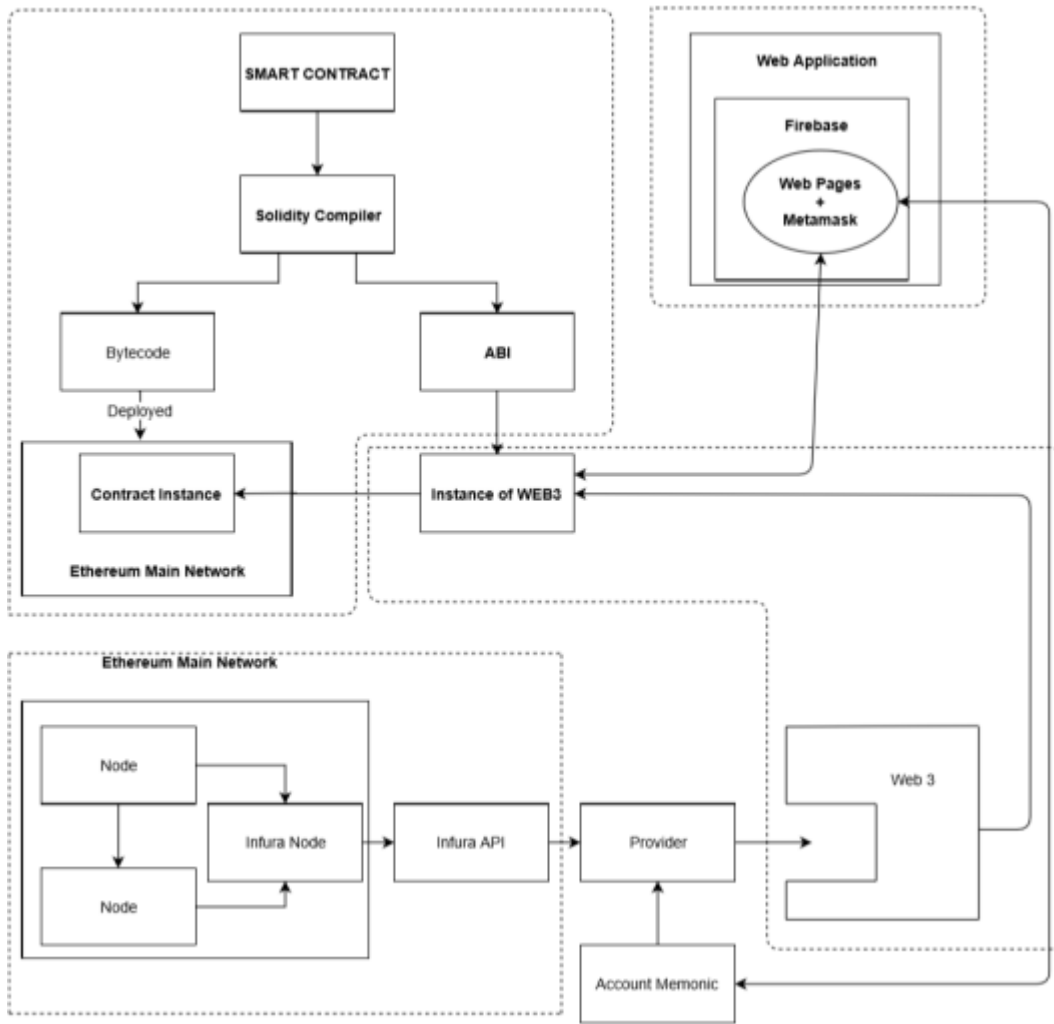 SMART CONTRACT
Solidity Compiler
Bytecode
ABI
Deployed
Contract Instance
Ethereum Main Network
Instance of WEB3
Web Application
Firebase
Web Pages
+
Metamask
Ethereum Main Network
Node
Node
Infura Node
Infura API
Provider
Web 3
Account Memonic